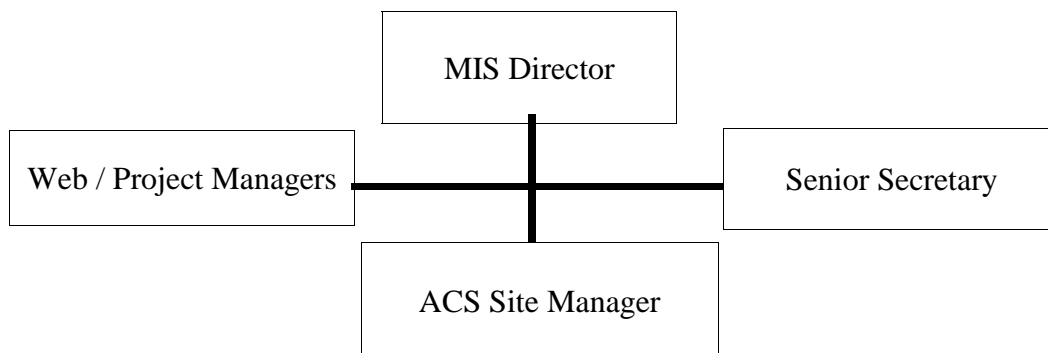 MIS Director
Web / Project Managers
Senior Secretary
ACS Site Manager